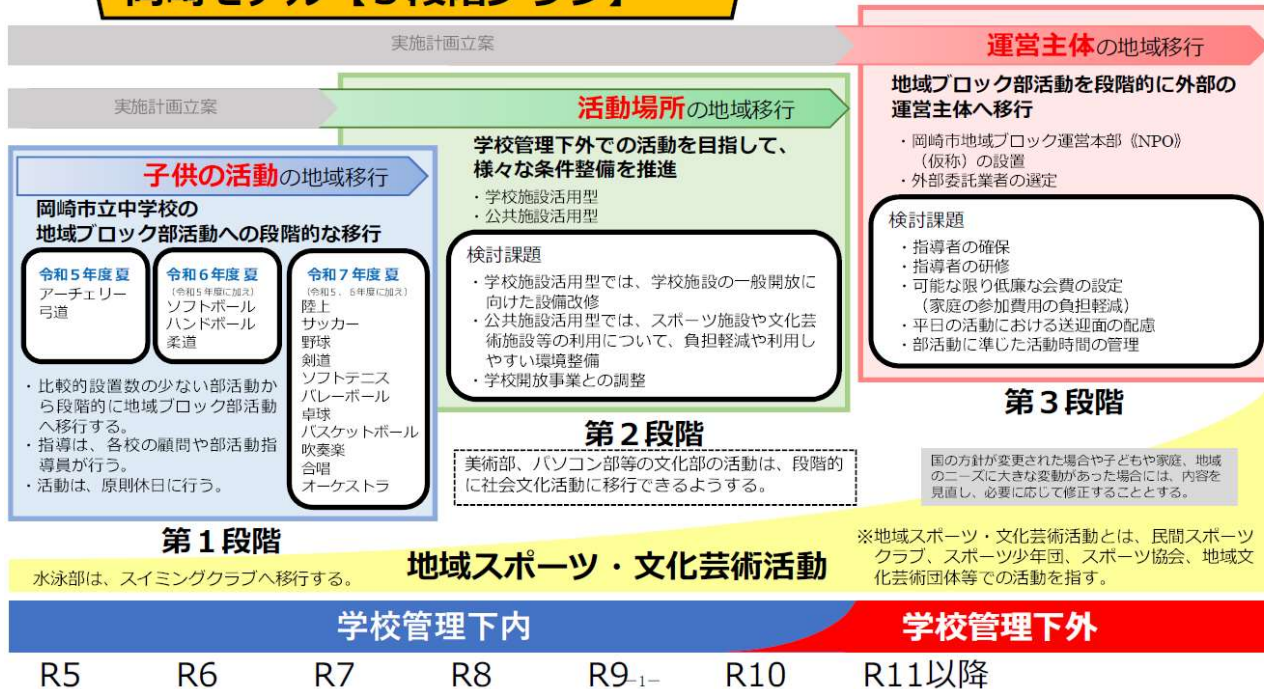 岡崎モデル【3段階プラン】
実施計画立案
運営主体の地域移行
地域ブロック部活動を段階的に外部の
運営主体へ移行
・岡崎市地域ブロック運営本部《NPO》
（仮称）の設置
・外部委託業者の選定
検討課題
・指導者の確保
・指導者の研修
・可能な限り低廉な会費の設定
（家庭の参加費用の負担軽減）
・平日の活動における送迎面の配慮
・部活動に準じた活動時間の管理
第３段階
実施計画立案
活動場所の地域移行
学校管理下外での活動を目指して、
様々な条件整備を推進
・学校施設活用型
・公共施設活用型
検討課題
・学校施設活用型では、学校施設の一般開放に
向けた設備改修
・公共施設活用型では、スポーツ施設や文化芸
術施設等の利用について、負担軽減や利用し
やすい環境整備
・学校開放事業との調整
第２段階
子供の活動の地域移行
岡崎市立中学校の
地域ブロック部活動への段階的な移行
令和５年度 夏
アーチェリー
弓道
令和６年度 夏
（令和５年度に加え）
ソフトボール
ハンドボール
柔道
令和７年度 夏
（令和５、６年度に加え）
陸上
サッカー
野球
剣道
ソフトテニス
バレーボール
卓球
バスケットボール
吹奏楽
合唱
オーケストラ
・比較的設置数の少ない部活動か
ら段階的に地域ブロック部活動
へ移行する。
・指導は、各校の顧問や部活動指
導員が行う。
・活動は、原則休日に行う。
第１段階
美術部、パソコン部等の文化部の活動は、段階的
に社会文化活動に移行できるようする。
国の方針が変更された場合や子どもや家庭、地域
のニーズに大きな変動があった場合には、内容を
見直し、必要に応じて修正することとする。
水泳部は、スイミングクラブへ移行する。
地域スポーツ・文化芸術活動
※地域スポーツ・文化芸術活動とは、民間スポーツ
クラブ、スポーツ少年団、スポーツ協会、地域文
化芸術団体等での活動を指す。
学校管理下内
学校管理下外
R5 R6 R7 R8 R9 R10 R11以降
-1-